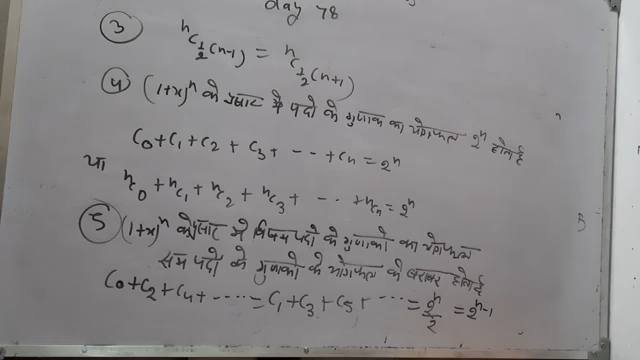 day 78
③ ⁿC½(n-1) = ⁿC½(n+1)
④ (1+x)ⁿ के प्रसार मे पदो के गुणांक का योगफल 2ⁿ होता है
C₀+C₁+C₂+C₃+ -- - +Cₙ = 2ⁿ
या ⁿC₀+ⁿC₁+ⁿC₂+ⁿC₃+ -- . +ⁿCₙ = 2ⁿ
⑤ (1+x)ⁿ के प्रसार मे विषम पदो के गुणाको का योगफल
सम पदो के गुणाको के योगफल के बराबर होता है
C₀+C₂+C₄+ ----- = C₁+C₃+C₅+ --- = 2ⁿ/2 = 2ⁿ⁻¹